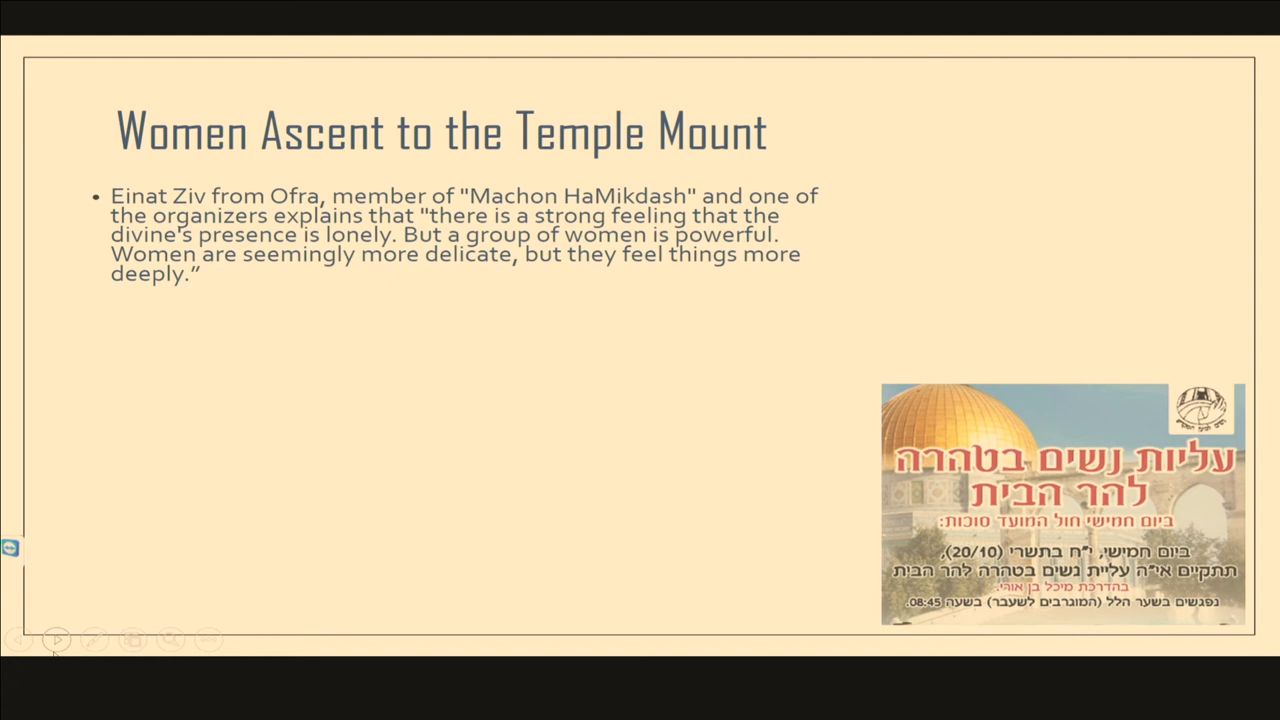 Women Ascent to the Temple Mount
• Einat Ziv from Ofra, member of "Machon HaMikdash" and one of
the organizers explains that "there is a strong feeling that the
divine's presence is lonely. But a group of women is powerful.
Women are seemingly more delicate, but they feel things more
deeply.”
עליות נשים בטהרה
להר הבית
ביום חמישי חול המועד סוכות:
ביום חמישי, י"ח בתשרי (20/10),
תתקיים אי"ה עליית נשים בטהרה להר הבית
בהדרכת מיכל בן אורי.
נפגשים בשער הלל (המוגרבים לשעבר) בשעה 08:45.